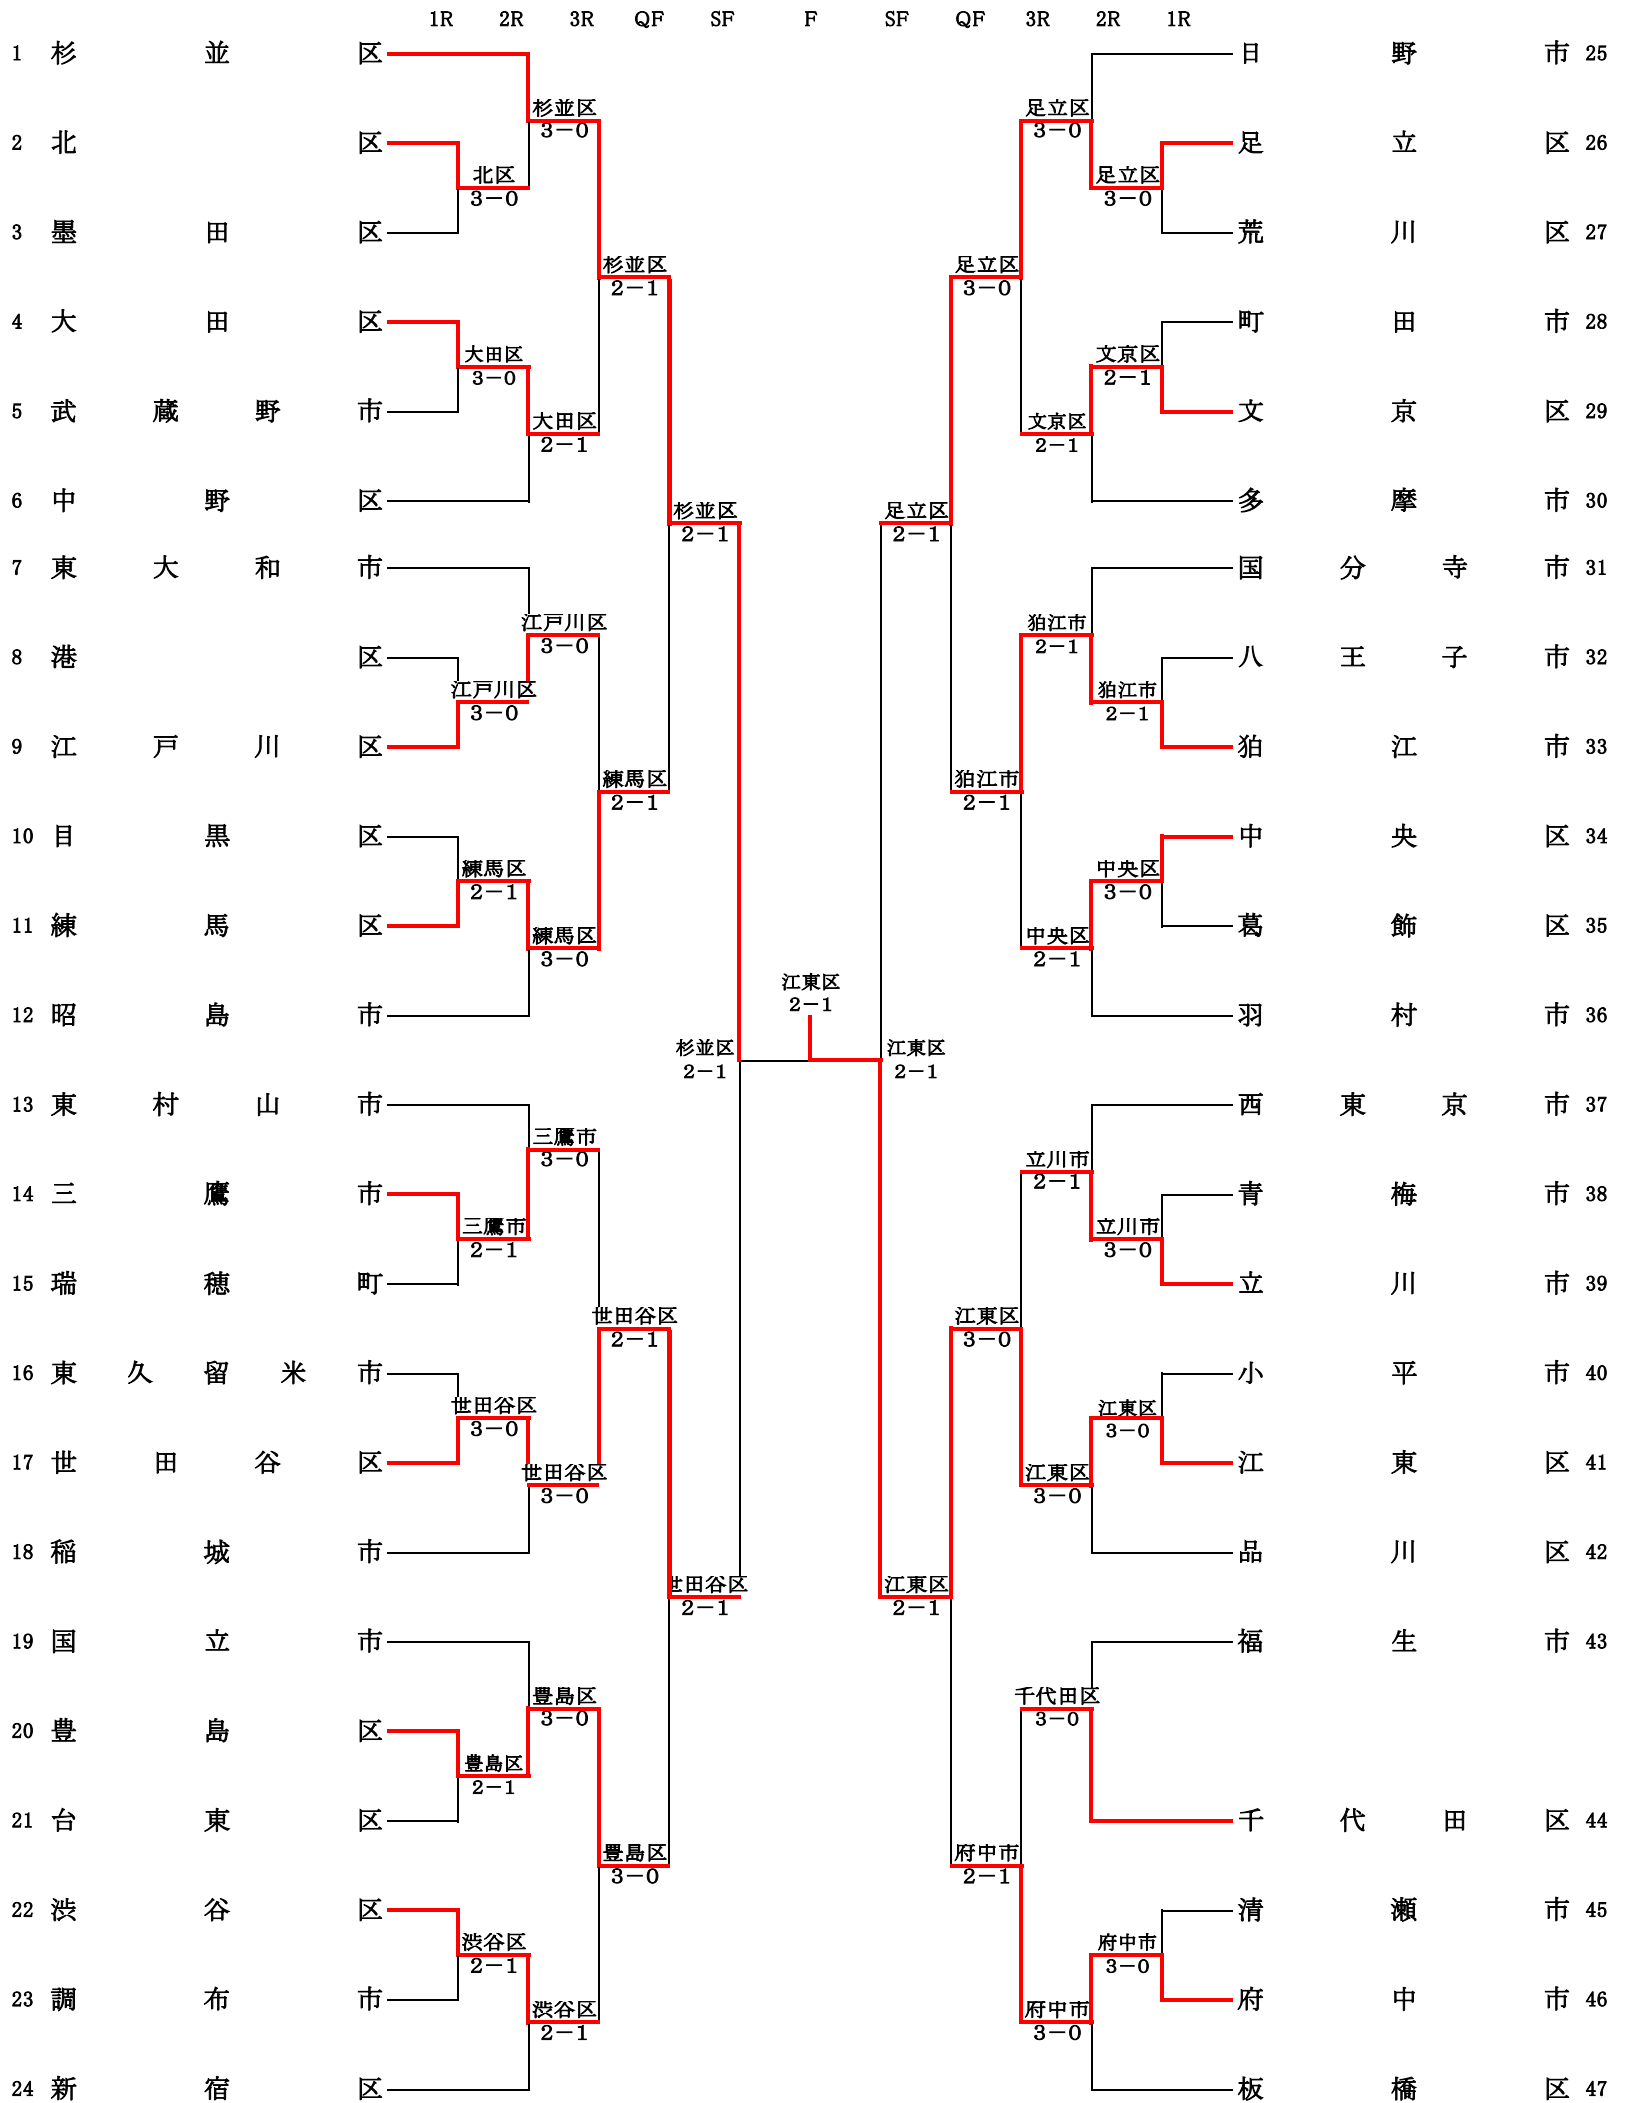 1R 2R 3R QF SF F SF QF 3R 2R 1R
1 杉並区 日野市 25
杉並区 足立区
3－0 3－0
2 北区 足立区 26
北区 足立区
3－0 3－0
3 墨田区 荒川区 27
杉並区 足立区
2－1 3－0
4 大田区 町田市 28
大田区 文京区
3－0 2－1
5 武蔵野市 文京区 29
大田区 文京区
2－1 2－1
6 中野区 多摩市 30
杉並区 足立区
2－1 2－1
7 東大和市 国分寺市 31
江戸川区 狛江市
3－0 2－1
8 港区 八王子市 32
江戸川区 狛江市
3－0 2－1
9 江戸川区 狛江市 33
練馬区 狛江市
2－1 2－1
10 目黒区 中央区 34
練馬区 中央区
2－1 3－0
11 練馬区 葛飾区 35
練馬区 中央区
3－0 2－1
江東区
2－1
12 昭島市 羽村市 36
杉並区 江東区
2－1 2－1
13 東村山市 西東京市 37
三鷹市 立川市
3－0 2－1
14 三鷹市 青梅市 38
三鷹市 立川市
2－1 3－0
15 瑞穂町 立川市 39
世田谷区 江東区
2－1 3－0
16 東久留米市 小平市 40
世田谷区 江東区
3－0 3－0
17 世田谷区 江東区 41
世田谷区 江東区
3－0 3－0
18 稲城市 品川区 42
世田谷区 江東区
2－1 2－1
19 国立市 福生市 43
豊島区 千代田区
3－0 3－0
20 豊島区
豊島区
2－1
21 台東区 千代田区 44
豊島区 府中市
3－0 2－1
22 渋谷区 清瀬市 45
渋谷区 府中市
2－1 3－0
23 調布市 府中市 46
渋谷区 府中市
2－1 3－0
24 新宿区 板橋区 47